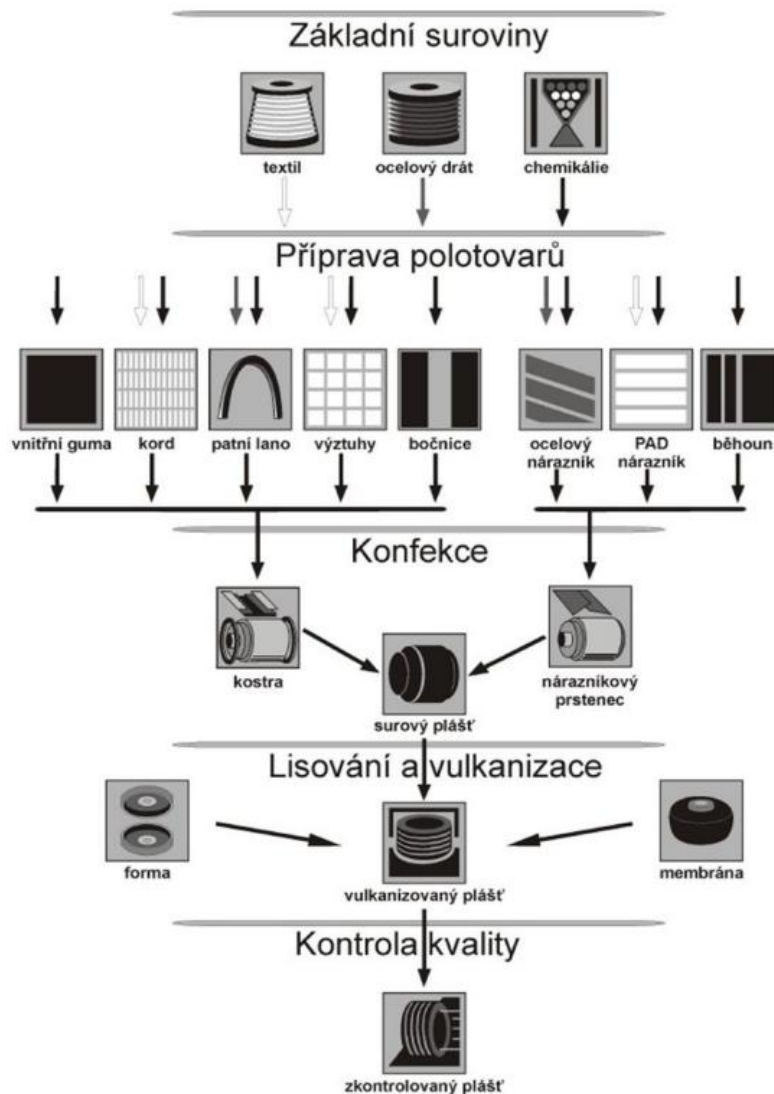 Základní suroviny
textil
ocelový drát
chemikálie
Příprava polotovarů
vnitřní guma
kord
patní lano
výztuhy
bočnice
ocelový
nárazník
PAD
nárazník
běhoun
Konfekce
kostra
surový plášť
nárazníkový
prstenec
Lisování a vulkanizace
forma
vulkanizovaný plášť
membrána
Kontrola kvality
zkontrolovaný plášť